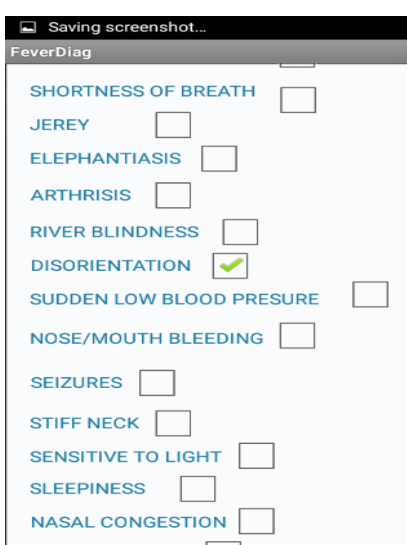 Saving screenshot...
FeverDiag
SHORTNESS OF BREATH
JEREY
ELEPHANTIASIS
ARTHRISIS
RIVER BLINDNESS
DISORIENTATION
SUDDEN LOW BLOOD PRESURE
NOSE/MOUTH BLEEDING
SEIZURES
STIFF NECK
SENSITIVE TO LIGHT
SLEEPINESS
NASAL CONGESTION